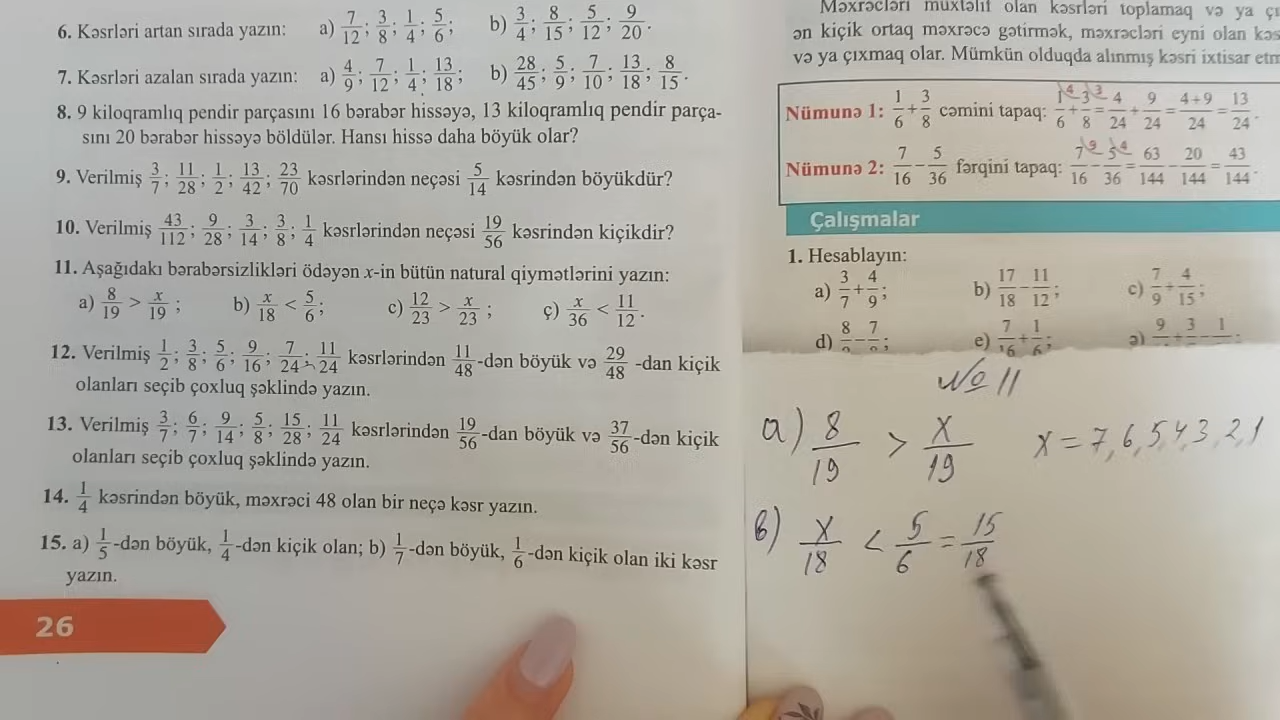 6. Kəsrləri artan sırada yazın: a) 7/12; 3/8; 1/4; 5/6; b) 3/4; 8/15; 5/12; 9/20.
7. Kəsrləri azalan sırada yazın: a) 4/9; 7/12; 1/4; 13/18; b) 28/45; 5/9; 7/10; 13/18; 8/15.
8. 9 kiloqramlıq pendir parçasını 16 bərabər hissəyə, 13 kiloqramlıq pendir parça-
sını 20 bərabər hissəyə böldülər. Hansı hissə daha böyük olar?
9. Verilmiş 3/7; 11/28; 1/2; 13/42; 23/70 kəsrlərindən neçəsi 5/14 kəsrindən böyükdür?
10. Verilmiş 43/112; 9/28; 3/14; 3/8; 1/4 kəsrlərindən neçəsi 19/56 kəsrindən kiçikdir?
11. Aşağıdakı bərabərsizlikləri ödəyən x-in bütün natural qiymətlərini yazın:
a) 8/19 > x/19; b) x/18 < 5/6; c) 12/23 > x/23; ç) x/36 < 11/12.
12. Verilmiş 1/2; 3/8; 5/6; 9/16; 7/24; 11/24 kəsrlərindən 11/48-dən böyük və 29/48-dan kiçik
olanları seçib çoxluq şəklində yazın.
13. Verilmiş 3/7; 6/7; 9/14; 5/8; 15/28; 11/24 kəsrlərindən 19/56-dan böyük və 37/56-dən kiçik
olanları seçib çoxluq şəklində yazın.
14. 1/4 kəsrindən böyük, məxrəci 48 olan bir neçə kəsr yazın.
15. a) 1/5-dən böyük, 1/4-dən kiçik olan; b) 1/7-dən böyük, 1/6-dən kiçik olan iki kəsr
yazın.
26
Məxrəcləri müxtəlif olan kəsrləri toplamaq və ya
ən kiçik ortaq məxrəcə gətirmək, məxrəcləri eyni olan
və ya çıxmaq olar. Mümkün olduqda alınmış kəsri ixtisar
Nümunə 1: 1/6 + 3/8 cəmini tapaq: 1/6 + 3/8 = 4/24 + 9/24 = 4+9/24 = 13/24.
Nümunə 2: 7/16 - 5/36 fərqini tapaq: 7/16 - 5/36 = 63/144 - 20/144 = 43/144.
Çalışmalar
1. Hesablayın:
a) 3/7 + 4/9; b) 17/18 - 11/12; c) 7/9 + 4/15;
d) e) 7/16 + 1/6; ə)
№ 11
a) 8/19 > x/19 x = 7, 6, 5, 4, 3, 2, 1
b) x/18 < 5/6 = 15/18